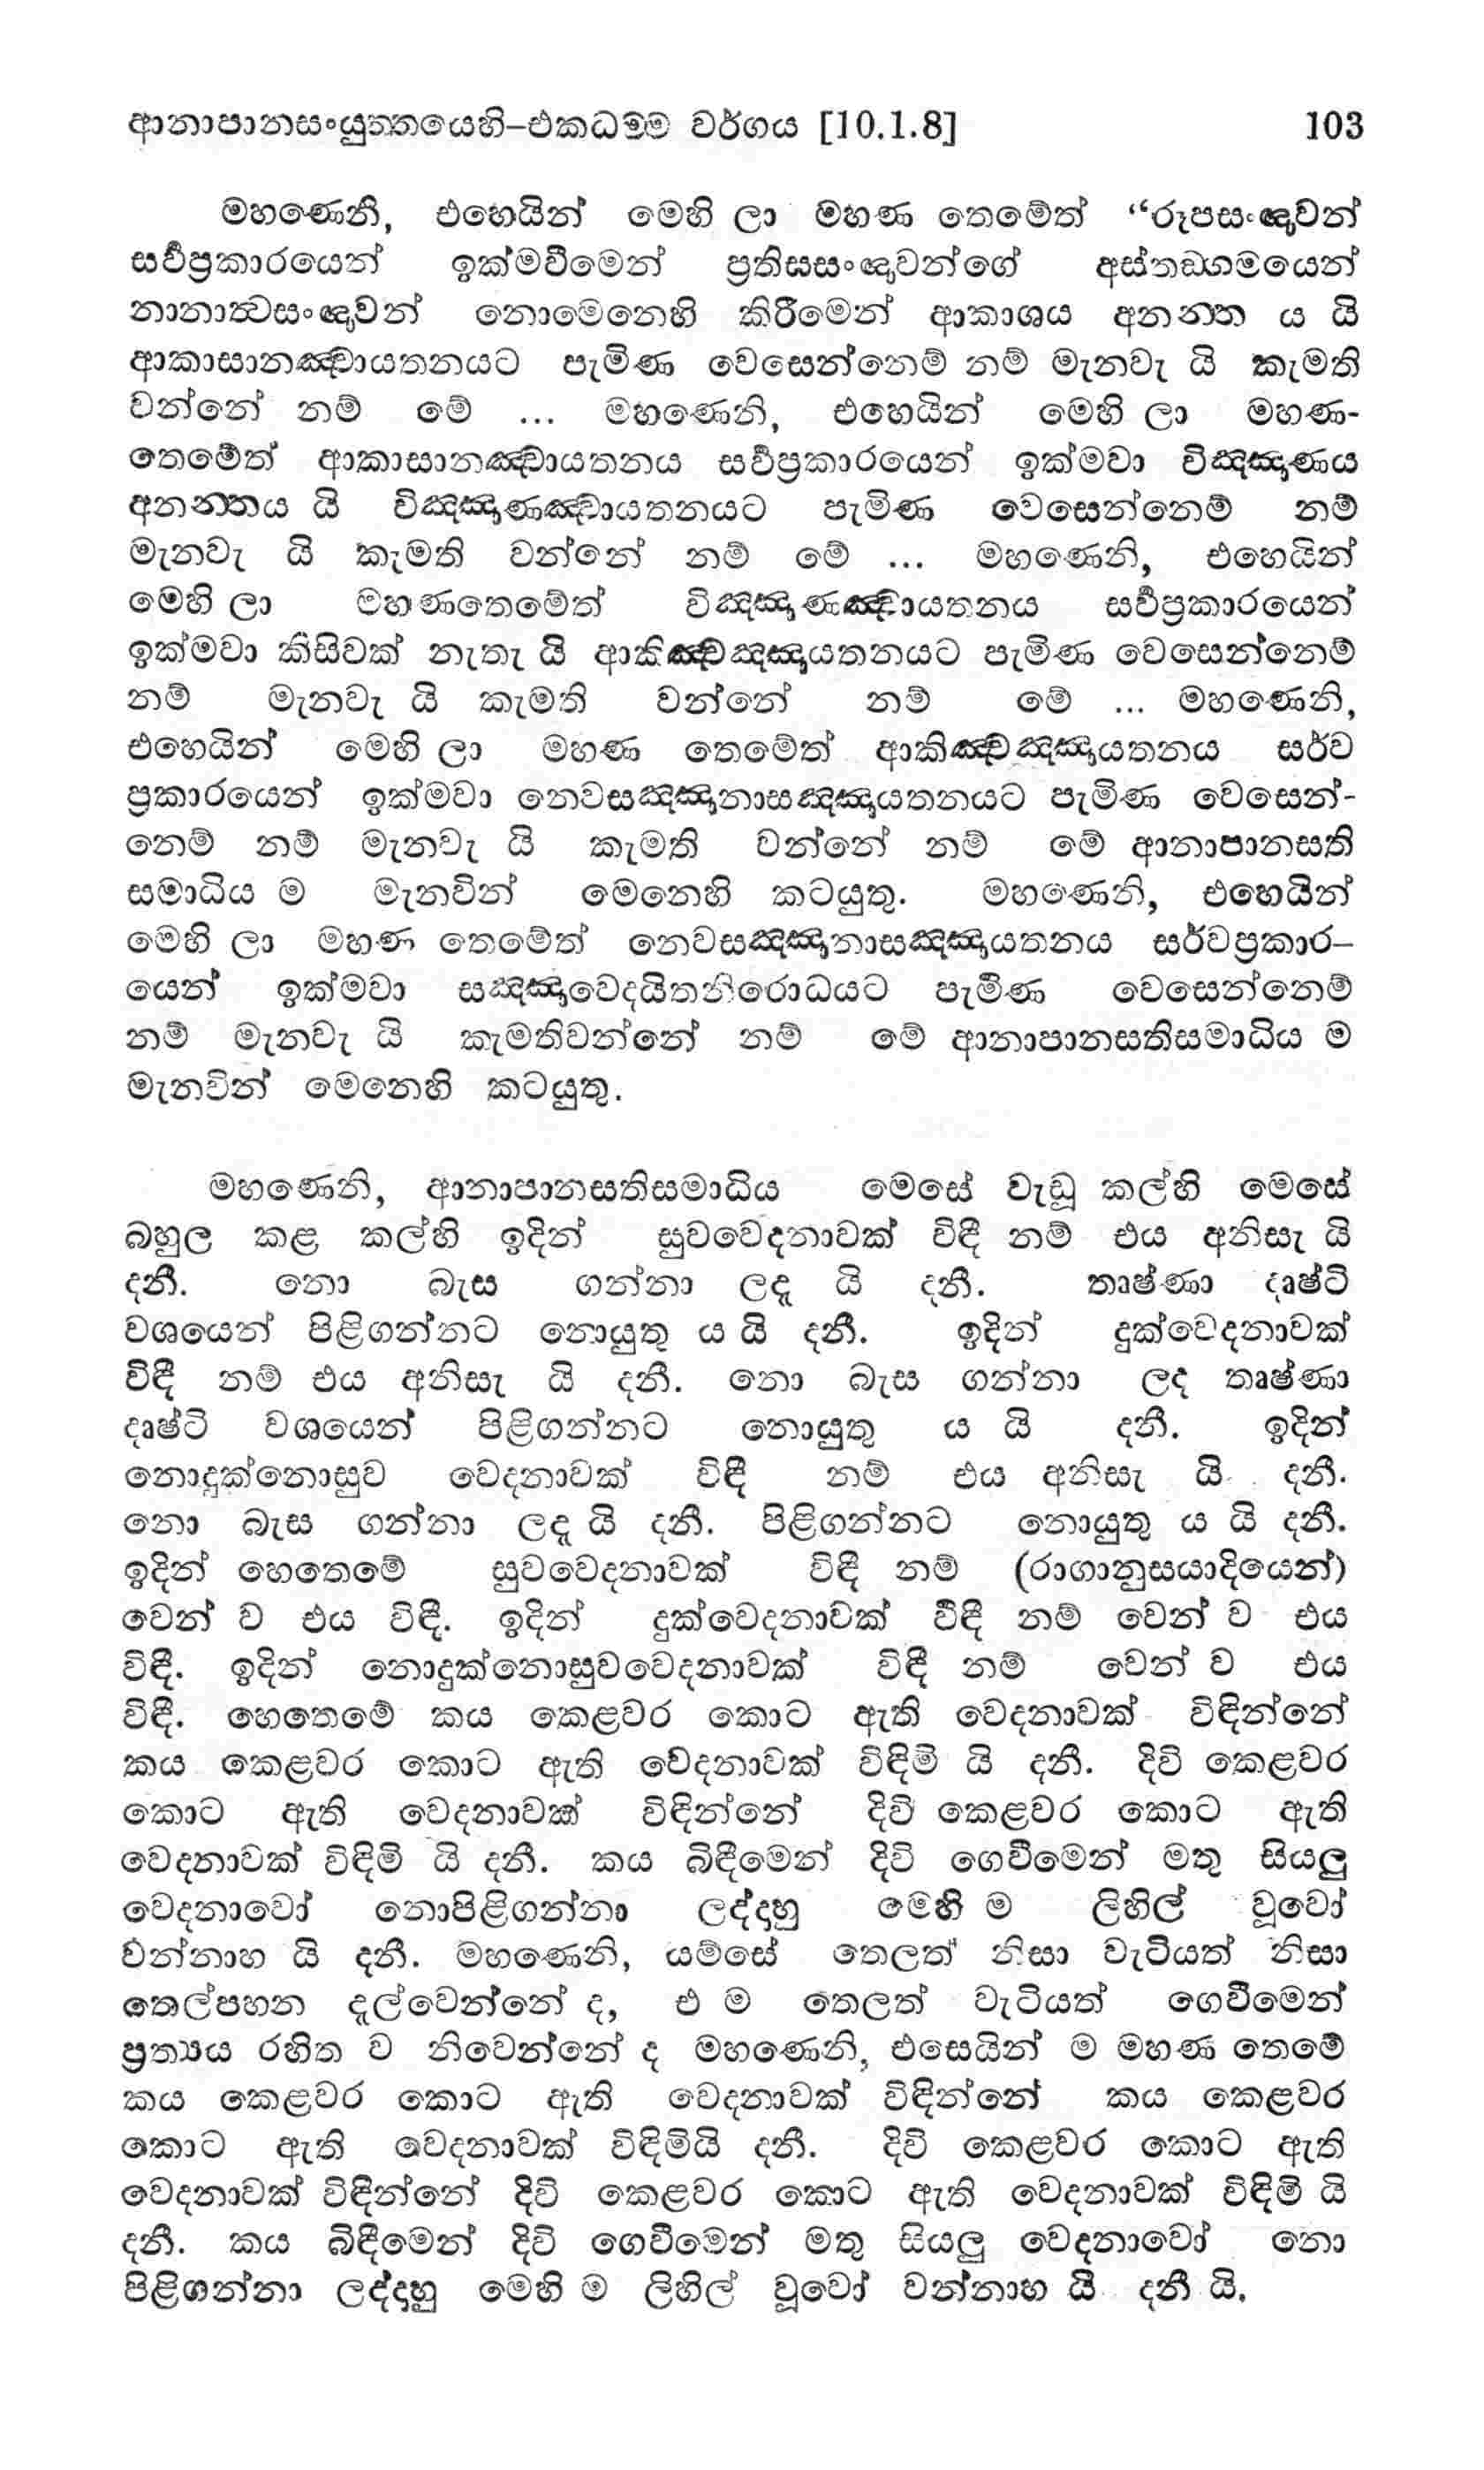 ආනාපානසංයුත්තයෙහි–එකධම්ම වර්ගය [10.1.8] 103
මහණෙනි, එහෙයින් මෙහි ලා මහණ තෙමේත් “රූපසංඥාවන්
සර්‍වප්‍රකාරයෙන් ඉක්මවීමෙන් ප්‍රතිඝසංඥාවන්ගේ අස්තඞ්ගමයෙන්
නානාත්‍වසංඥාවන් නොමෙනෙහි කිරීමෙන් ආකාශය අනන්ත ය යි
ආකාසානඤ්චායතනයට පැමිණ වෙසෙන්නෙම් නම් මැනවැ යි කැමති
වන්නේ නම් මේ ... මහණෙනි, එහෙයින් මෙහි ලා මහණ-
තෙමේත් ආකාසානඤ්චායතනය සර්‍වප්‍රකාරයෙන් ඉක්මවා විඤ්ඤාණය
අනන්තය යි විඤ්ඤාණඤ්චායතනයට පැමිණ වෙසෙන්නෙම් නම්
මැනවැ යි කැමති වන්නේ නම් මේ ... මහණෙනි, එහෙයින්
මෙහි ලා මහණතෙමේත් විඤ්ඤාණඤ්චායතනය සර්‍වප්‍රකාරයෙන්
ඉක්මවා කිසිවක් නැතැ යි ආකිඤ්චඤ්ඤායතනයට පැමිණ වෙසෙන්නෙම්
නම් මැනවැ යි කැමති වන්නේ නම් මේ ... මහණෙනි,
එහෙයින් මෙහි ලා මහණ තෙමේත් ආකිඤ්චඤ්ඤායතනය සර්ව
ප්‍රකාරයෙන් ඉක්මවා නෙවසඤ්ඤානාසඤ්ඤායතනයට පැමිණ වෙසෙන්-
නෙම් නම් මැනවැ යි කැමති වන්නේ නම් මේ ආනාපානසති
සමාධිය ම මැනවින් මෙනෙහි කටයුතු. මහණෙනි, එහෙයින්
මෙහි ලා මහණ තෙමේත් නෙවසඤ්ඤානාසඤ්ඤායතනය සර්වප්‍රකාර–
යෙන් ඉක්මවා සඤ්ඤාවෙදයිතනිරොධයට පැමිණ වෙසෙන්නෙම්
නම් මැනවැ යි කැමතිවන්නේ නම් මේ ආනාපානසතිසමාධිය ම
මැනවින් මෙනෙහි කටයුතු.
මහණෙනි, ආනාපානසතිසමාධිය මෙසේ වැඩූ කල්හි මෙසේ
බහුල කළ කල්හි ඉදින් සුවවෙදනාවක් විඳී නම් එය අනිසැ යි
දනී. නො බැස ගන්නා ලදැ යි දනී. තෘෂ්ණා දෘෂ්ටි
වශයෙන් පිළිගන්නට නොයුතු ය යි දනී. ඉදින් දුක්වෙදනාවක්
විඳී නම් එය අනිසැ යි දනී. නො බැස ගන්නා ලද තෘෂ්ණා
දෘෂ්ටි වශයෙන් පිළිගන්නට නොයුතු ය යි දනී. ඉදින්
නොදුක්නොසුව වෙදනාවක් විඳී නම් එය අනිසැ යි දනී.
නො බැස ගන්නා ලදැ යි දනී. පිළිගන්නට නොයුතු ය යි දනී.
ඉදින් හෙතෙමේ සුවවෙදනාවක් විඳී නම් (රාගානුසයාදියෙන්)
වෙන් ව එය විඳී. ඉදින් දුක්වෙදනාවක් විඳී නම් වෙන් ව එය
විඳී. ඉදින් නොදුක්නොසුවවෙදනාවක් විඳී නම් වෙන් ව එය
විඳී. හෙතෙමේ කය කෙළවර කොට ඇති වෙදනාවක් විඳින්නේ
කය කෙළවර කොට ඇති වේදනාවක් විඳිමි යි දනී. දිවි කෙළවර
කොට ඇති වෙදනාවක් විඳින්නේ දිවි කෙළවර කොට ඇති
වෙදනාවක් විඳිමි යි දනී. කය බිඳීමෙන් දිවි ගෙවීමෙන් මතු සියලු
වෙදනාවෝ නොපිළිගන්නා ලද්දාහු මෙහි ම ලිහිල් වූවෝ
වන්නාහ යි දනී. මහණෙනි, යම්සේ තෙලත් නිසා වැටියත් නිසා
තෙල්පහන දැල්වෙන්නේ ද, එ ම තෙලත් වැටියත් ගෙවීමෙන්
ප්‍රත්‍යය රහිත ව නිවෙන්නේ ද මහණෙනි, එසෙයින් ම මහණ තෙමේ
කය කෙළවර කොට ඇති වෙදනාවක් විඳින්නේ කය කෙළවර
කොට ඇති වෙදනාවක් විඳිමියි දනී. දිවි කෙළවර කොට ඇති
වෙදනාවක් විඳින්නේ දිවි කෙළවර කොට ඇති වෙදනාවක් විඳිමි යි
දනී. කය බිඳීමෙන් දිවි ගෙවීමෙන් මතු සියලු වෙදනාවෝ නො
පිළිගන්නා ලද්දාහු මෙහි ම ලිහිල් වූවෝ වන්නාහ යි දනී යි.